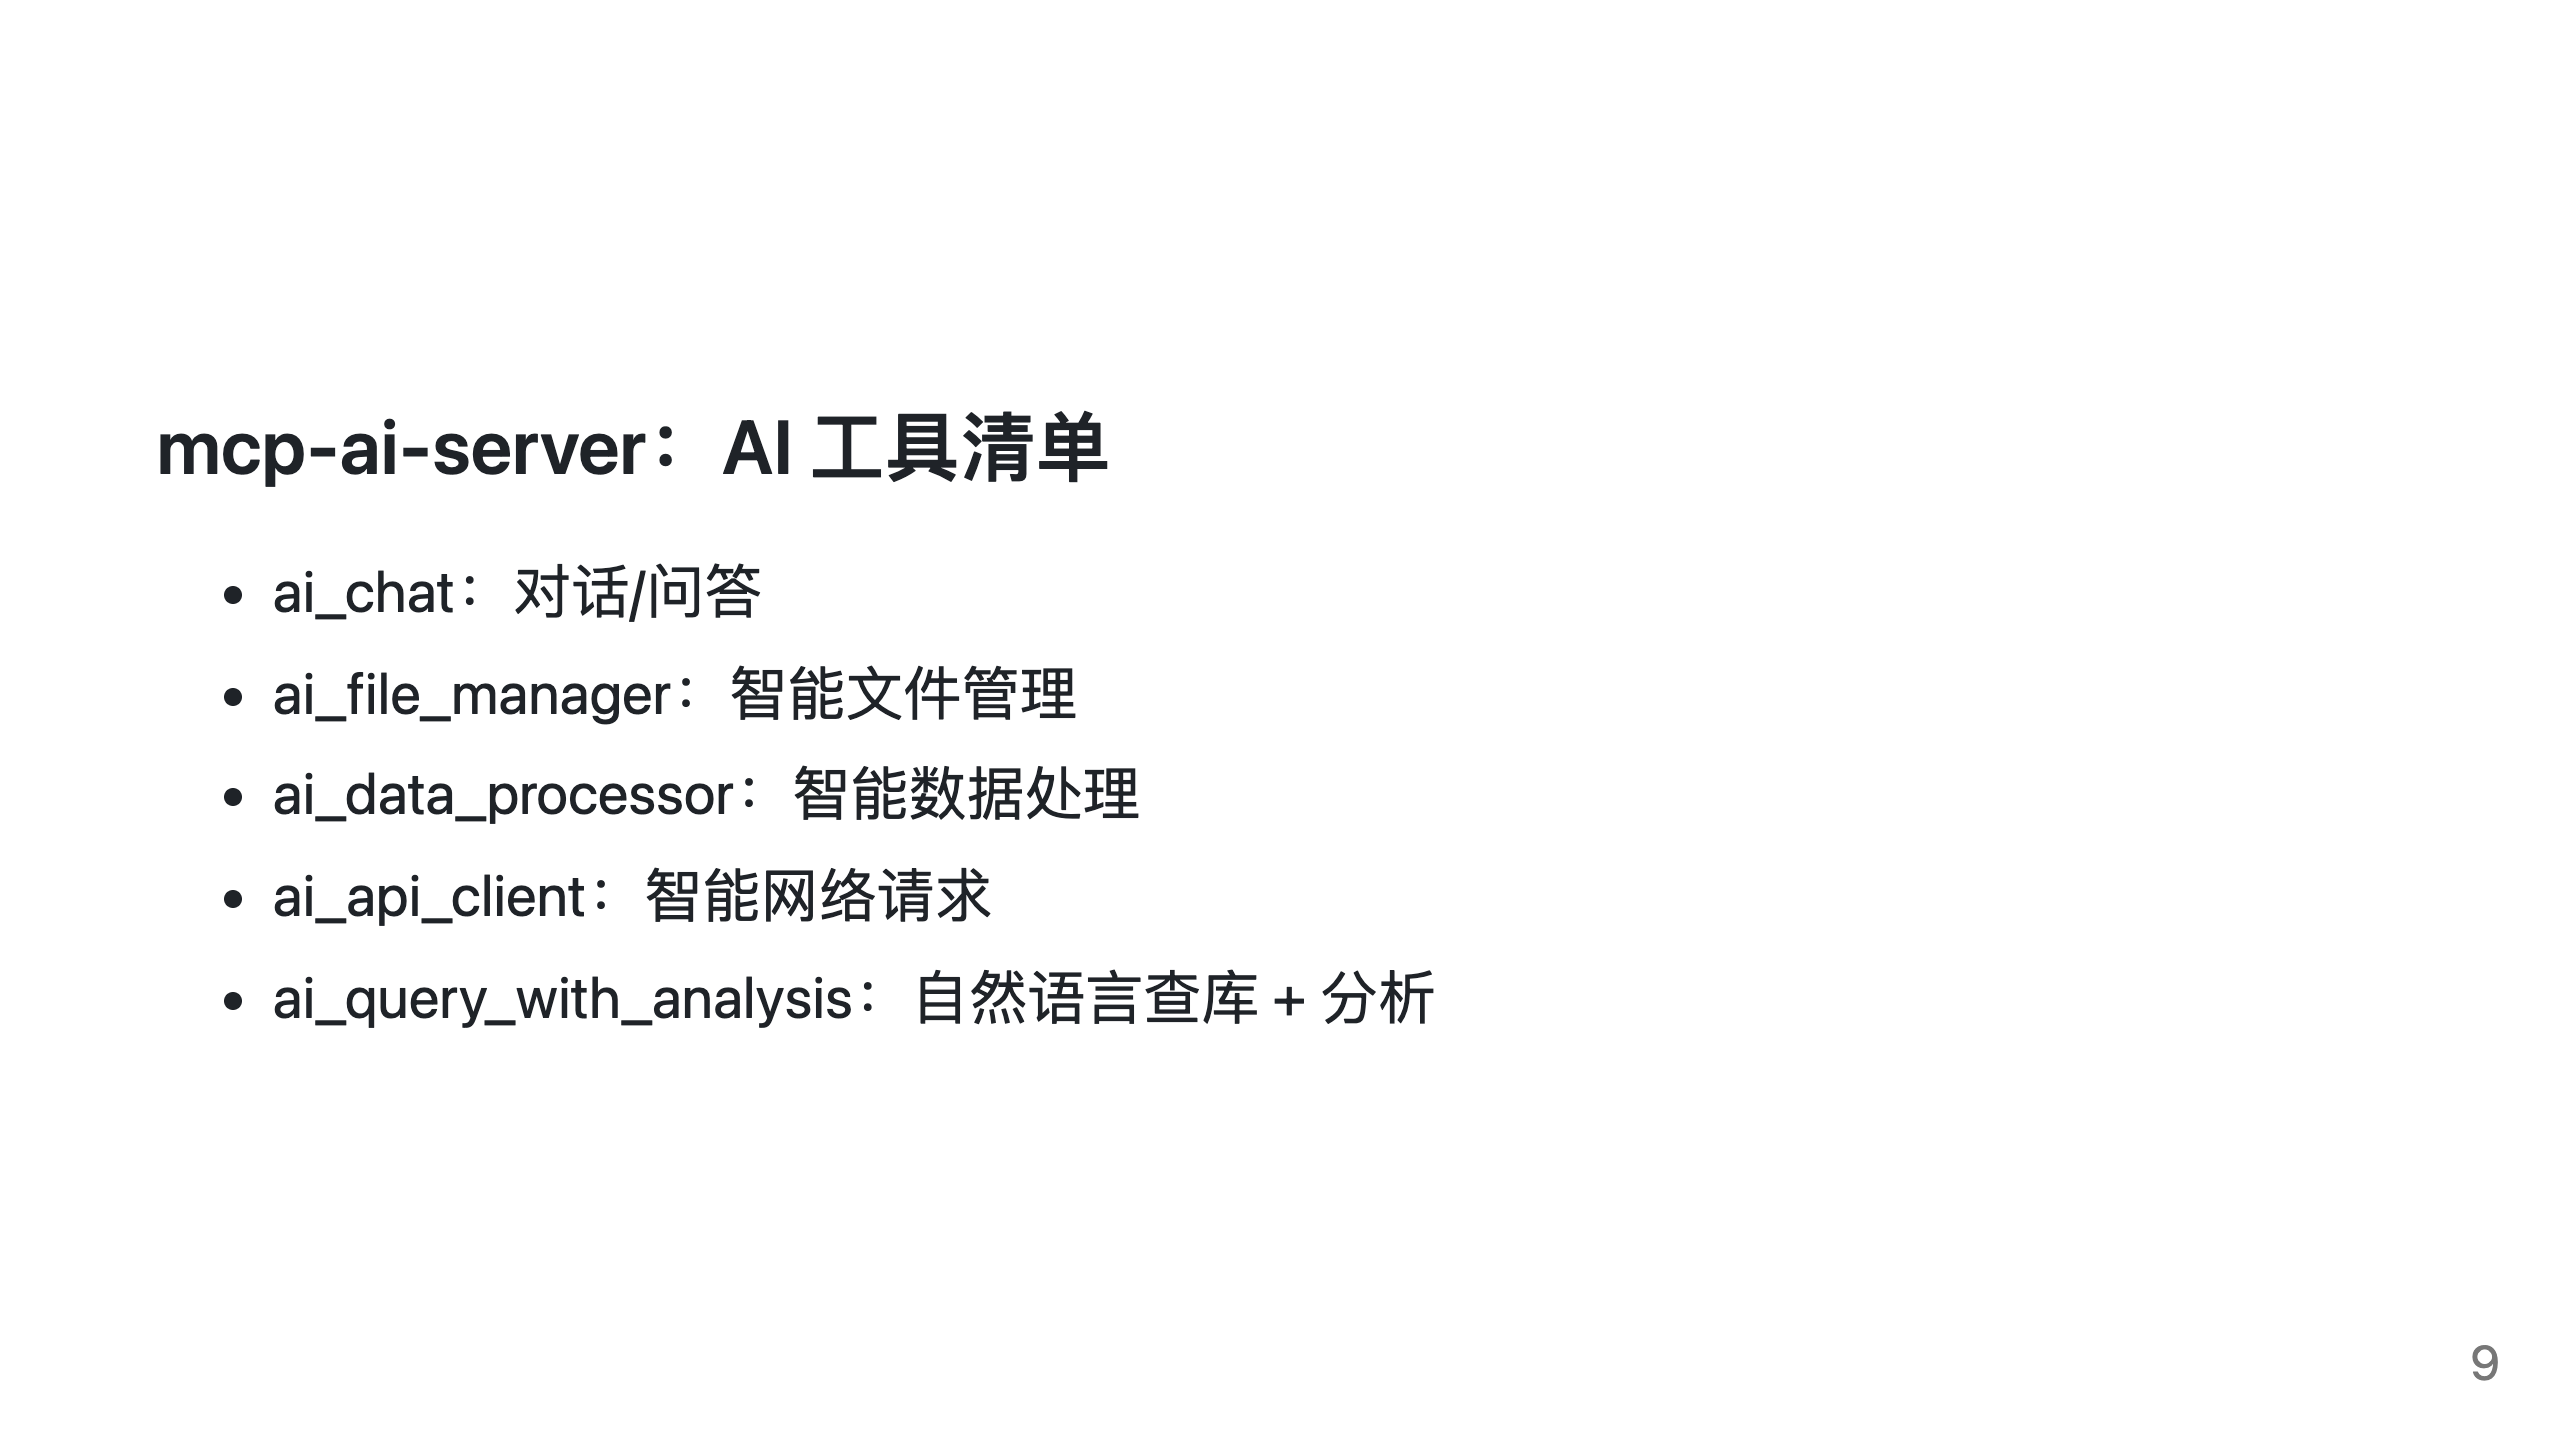 mcp-ai-server：AI 工具清单
• ai_chat：对话/问答
• ai_file_manager：智能文件管理
• ai_data_processor：智能数据处理
• ai_api_client：智能网络请求
• ai_query_with_analysis：自然语言查库 + 分析
9